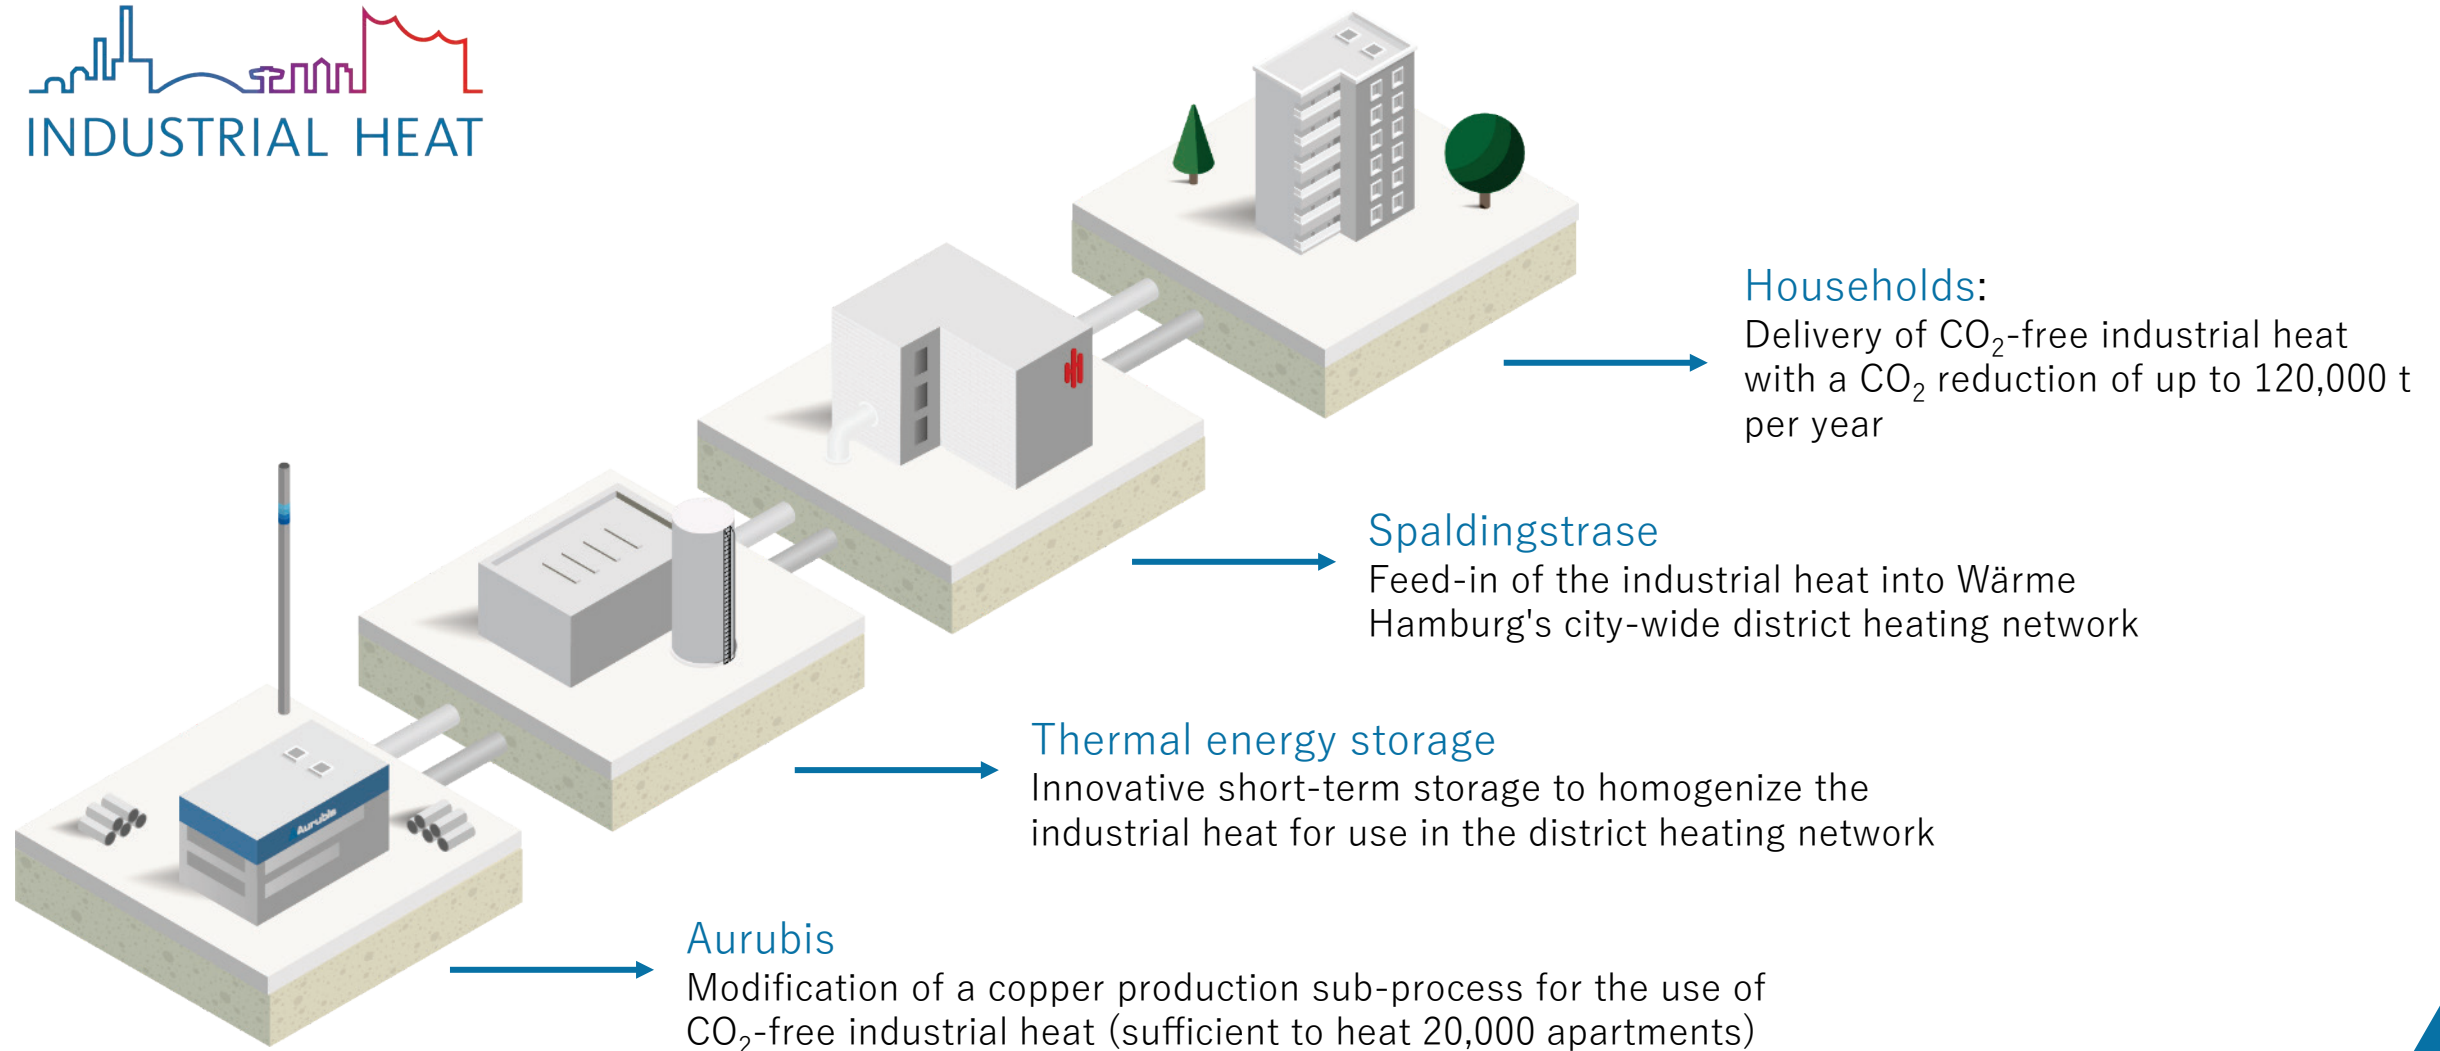 INDUSTRIAL HEAT
Households:
Delivery of CO₂-free industrial heat
with a CO₂ reduction of up to 120,000 t
per year
Spaldingstrase
Feed-in of the industrial heat into Wärme
Hamburg's city-wide district heating network
Thermal energy storage
Innovative short-term storage to homogenize the
industrial heat for use in the district heating network
Aurubis
Aurubis
Modification of a copper production sub-process for the use of
CO₂-free industrial heat (sufficient to heat 20,000 apartments)